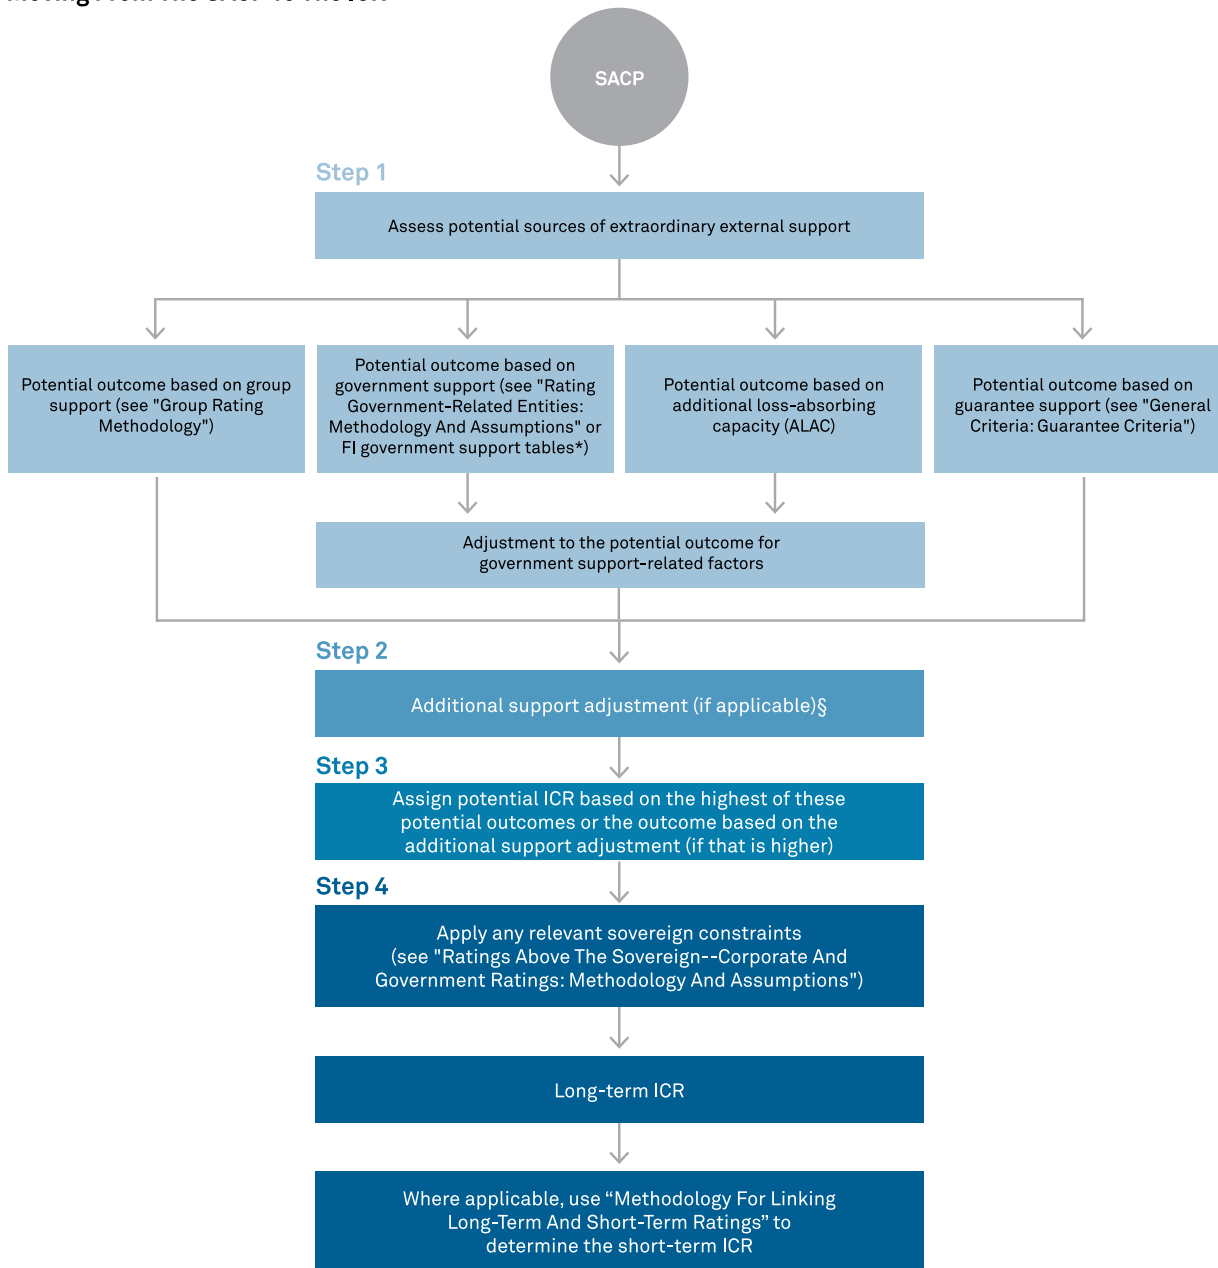 SACP
Step 1
Assess potential sources of extraordinary external support
Potential outcome based on group
support (see "Group Rating
Methodology")
Potential outcome based on
government support (see "Rating
Government-Related Entities:
Methodology And Assumptions" or
FI government support tables*)
Potential outcome based on
additional loss-absorbing
capacity (ALAC)
Potential outcome based on
guarantee support (see "General
Criteria: Guarantee Criteria")
Adjustment to the potential outcome for
government support-related factors
Step 2
Additional support adjustment (if applicable)§
Step 3
Assign potential ICR based on the highest of these
potential outcomes or the outcome based on the
additional support adjustment (if that is higher)
Step 4
Apply any relevant sovereign constraints
(see "Ratings Above The Sovereign--Corporate And
Government Ratings: Methodology And Assumptions")
Long-term ICR
Where applicable, use “Methodology For Linking
Long-Term And Short-Term Ratings” to
determine the short-term ICR